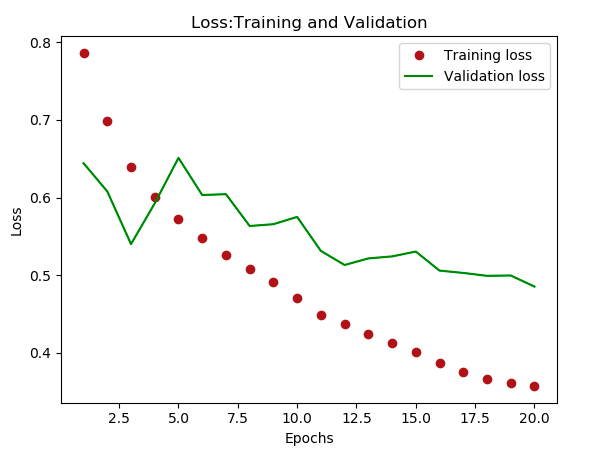 Loss:Training and Validation
Training loss
Validation loss
0.8
0.7
0.6
0.5
0.4
Loss
2.5 5.0 7.5 10.0 12.5 15.0 17.5 20.0
Epochs